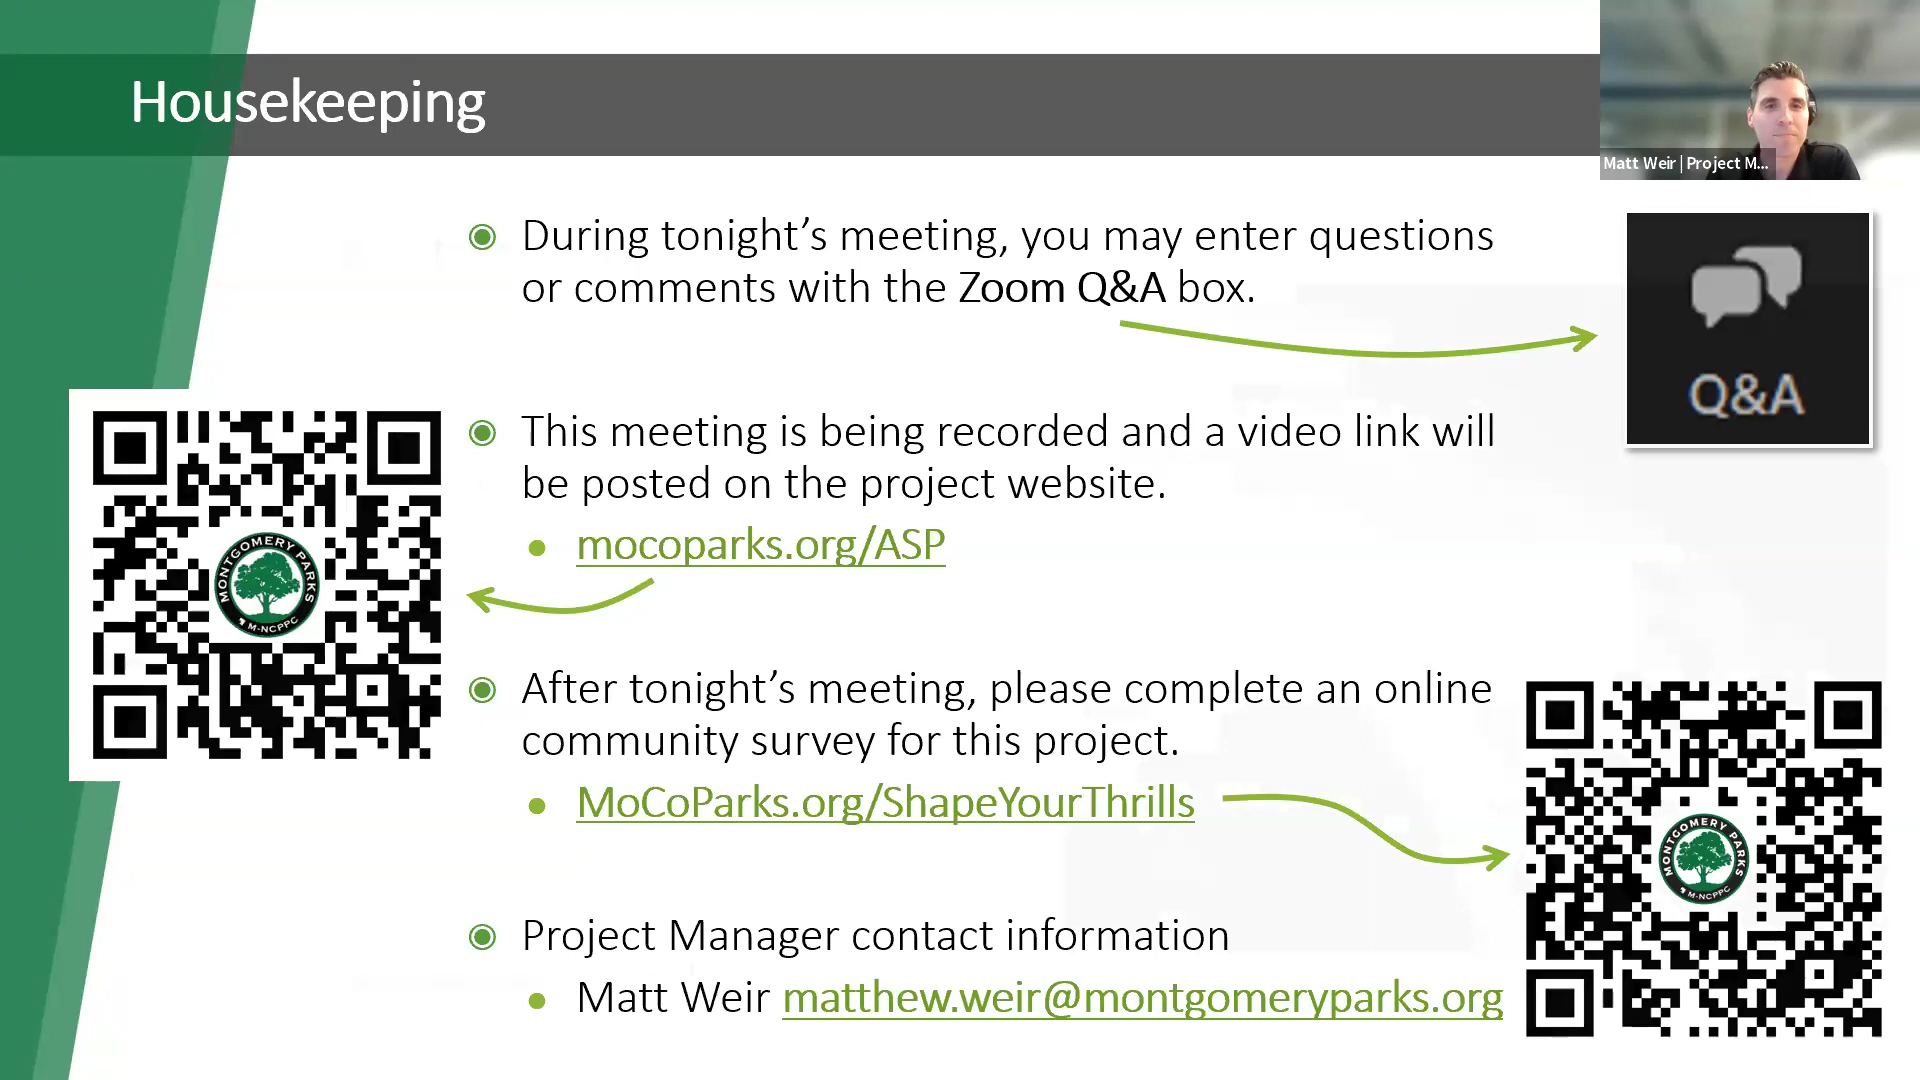 Housekeeping
Matt Weir | Project M...
During tonight's meeting, you may enter questions
or comments with the Zoom Q&A box.
Q&A
This meeting is being recorded and a video link will
be posted on the project website.
mocoparks.org/ASP
MONTGOMERY PARKS
M-NCPPC
After tonight's meeting, please complete an online
community survey for this project.
MoCoParks.org/ShapeYourThrills
MONTGOMERY PARKS
M-NCPPC
Project Manager contact information
Matt Weir matthew.weir@montgomeryparks.org